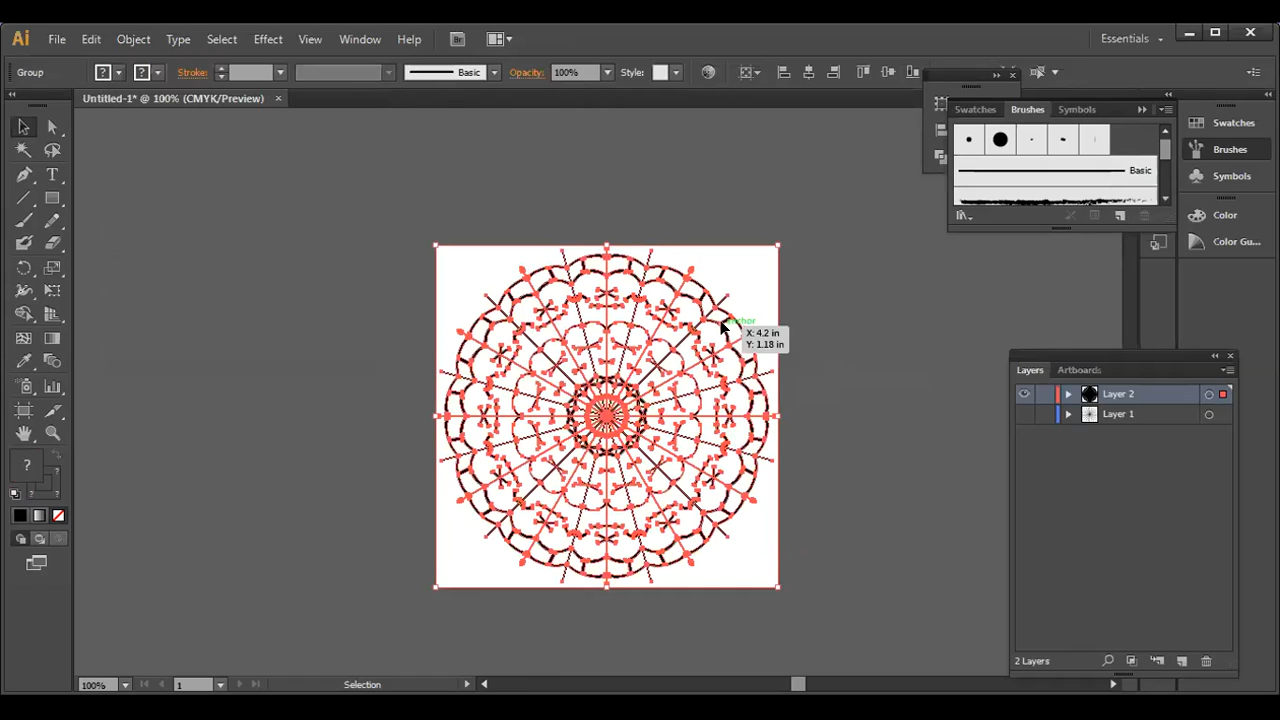 Ai File Edit Object Type Select Effect View Window Help Br Essentials
Group ? ? Stroke: Basic Opacity: 100% Style:
Untitled-1* @ 100% (CMYK/Preview) ×
Swatches Brushes Symbols
Basic
Swatches
Brushes
Symbols
Color
Color Gu...
anchor
X: 4.2 in
Y: 1.18 in
Layers Artboards
Layer 2
Layer 1
2 Layers
T
?
100% 1 Selection